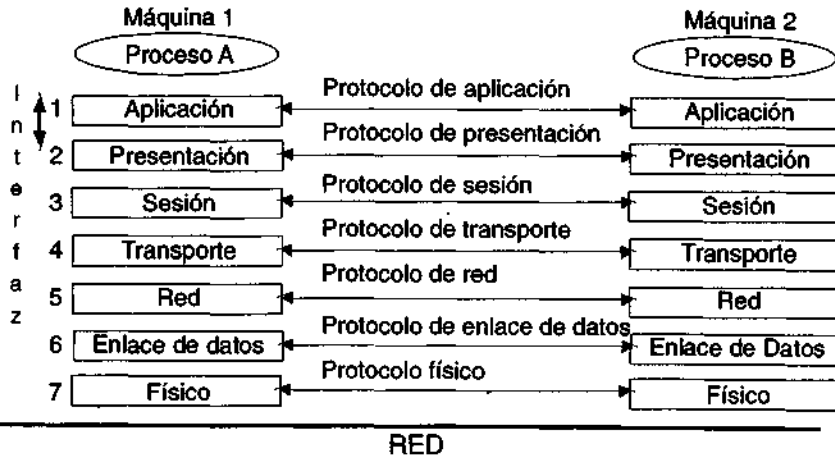 Máquina 1 Máquina 2
Proceso A Proceso B
Interfaz
1 Aplicación Protocolo de aplicación Aplicación
2 Presentación Protocolo de presentación Presentación
3 Sesión Protocolo de sesión Sesión
4 Transporte Protocolo de transporte Transporte
5 Red Protocolo de red Red
6 Enlace de datos Protocolo de enlace de datos Enlace de Datos
7 Físico Protocolo físico Físico
RED